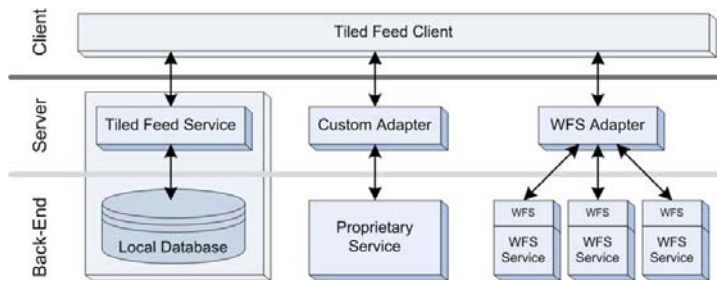 Client
Tiled Feed Client
Server
Tiled Feed Service
Custom Adapter
WFS Adapter
Back-End
Local Database
Proprietary
Service
WFS
WFS
Service
WFS
WFS
Service
WFS
WFS
Service